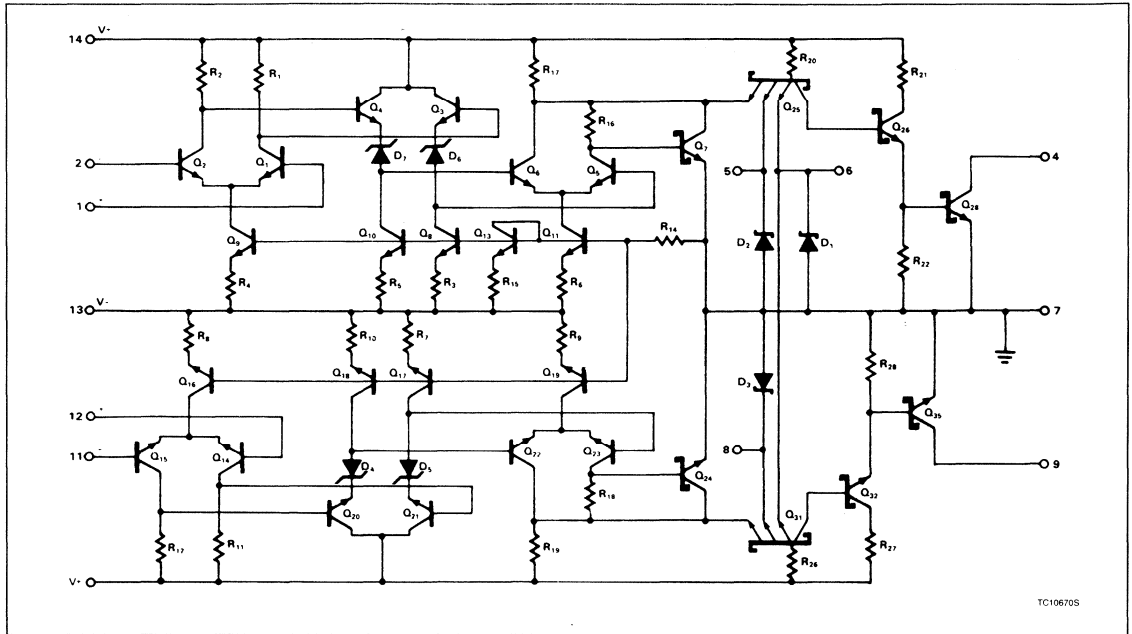 14 V-
R2 R1 R17 R20 R21
Q4 Q3 Q25
R16 Q7 Q26
2 Q2 Q1 D7 D6 Q6 Q5 5 6 4
1 Q28
Q9 Q10 Q8 Q13 Q11 R14 D2 D1
R4 R5 R3 R15 R6 R22
13 V- 7
R8 R10 R7 R9 R28
Q16 Q18 Q17 Q19 D3 Q35
12
11 Q15 Q14 D4 D5 Q22 Q23 8 9
Q20 Q21 R18 Q24 Q31 Q32
R17 R11 R19 R26 R27
V+
TC10670S